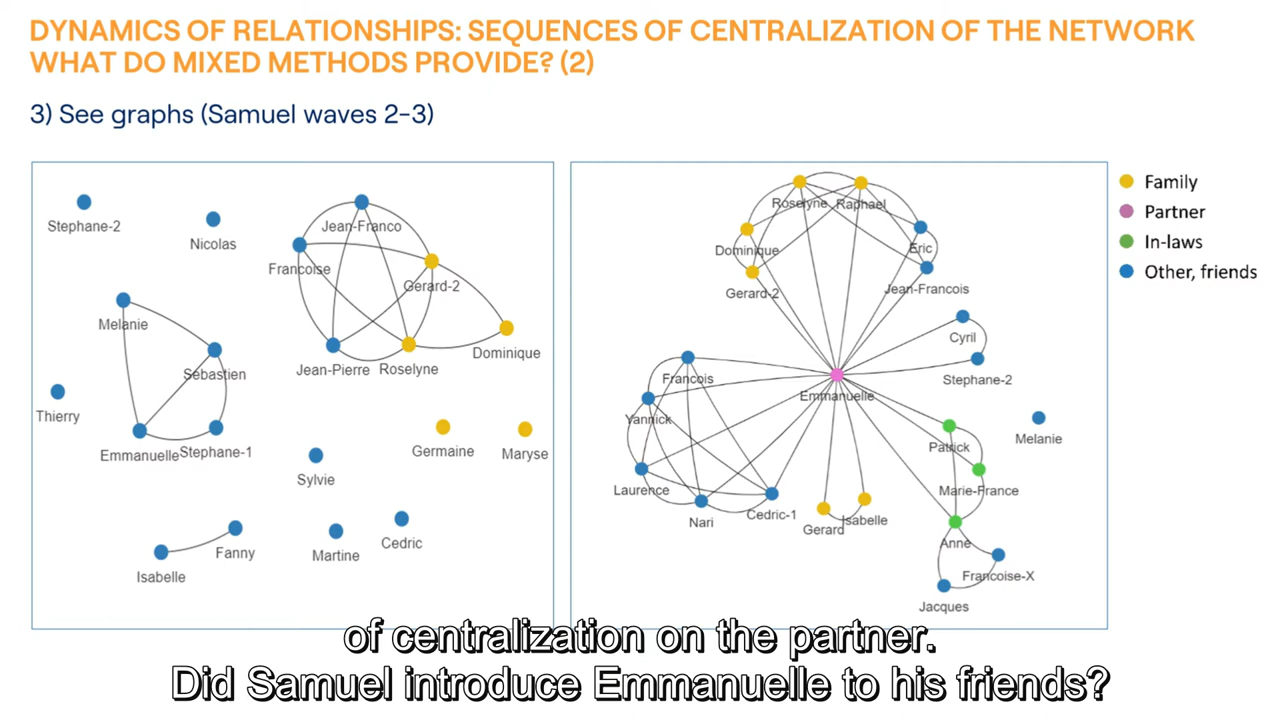 DYNAMICS OF RELATIONSHIPS: SEQUENCES OF CENTRALIZATION OF THE NETWORK
WHAT DO MIXED METHODS PROVIDE? (2)
3) See graphs (Samuel waves 2-3)
Stephane-2
Nicolas
Jean-Franco
Francoise
Gerard-2
Melanie
Sebastien
Jean-Pierre
Roselyne
Dominique
Thierry
Emmanuelle
Stephane-1
Germaine
Maryse
Sylvie
Isabelle
Fanny
Martine
Cedric
Roselyne
Raphael
Dominique
Eric
Gerard-2
Jean-Francois
Cyril
Francois
Stephane-2
Emmanuelle
Yannick
Patrick
Melanie
Laurence
Marie-France
Nari
Cedric-1
Gerard
Isabelle
Anne
Francoise-X
Jacques
Family
Partner
In-laws
Other, friends
of centralization on the partner.
Did Samuel introduce Emmanuelle to his friends?